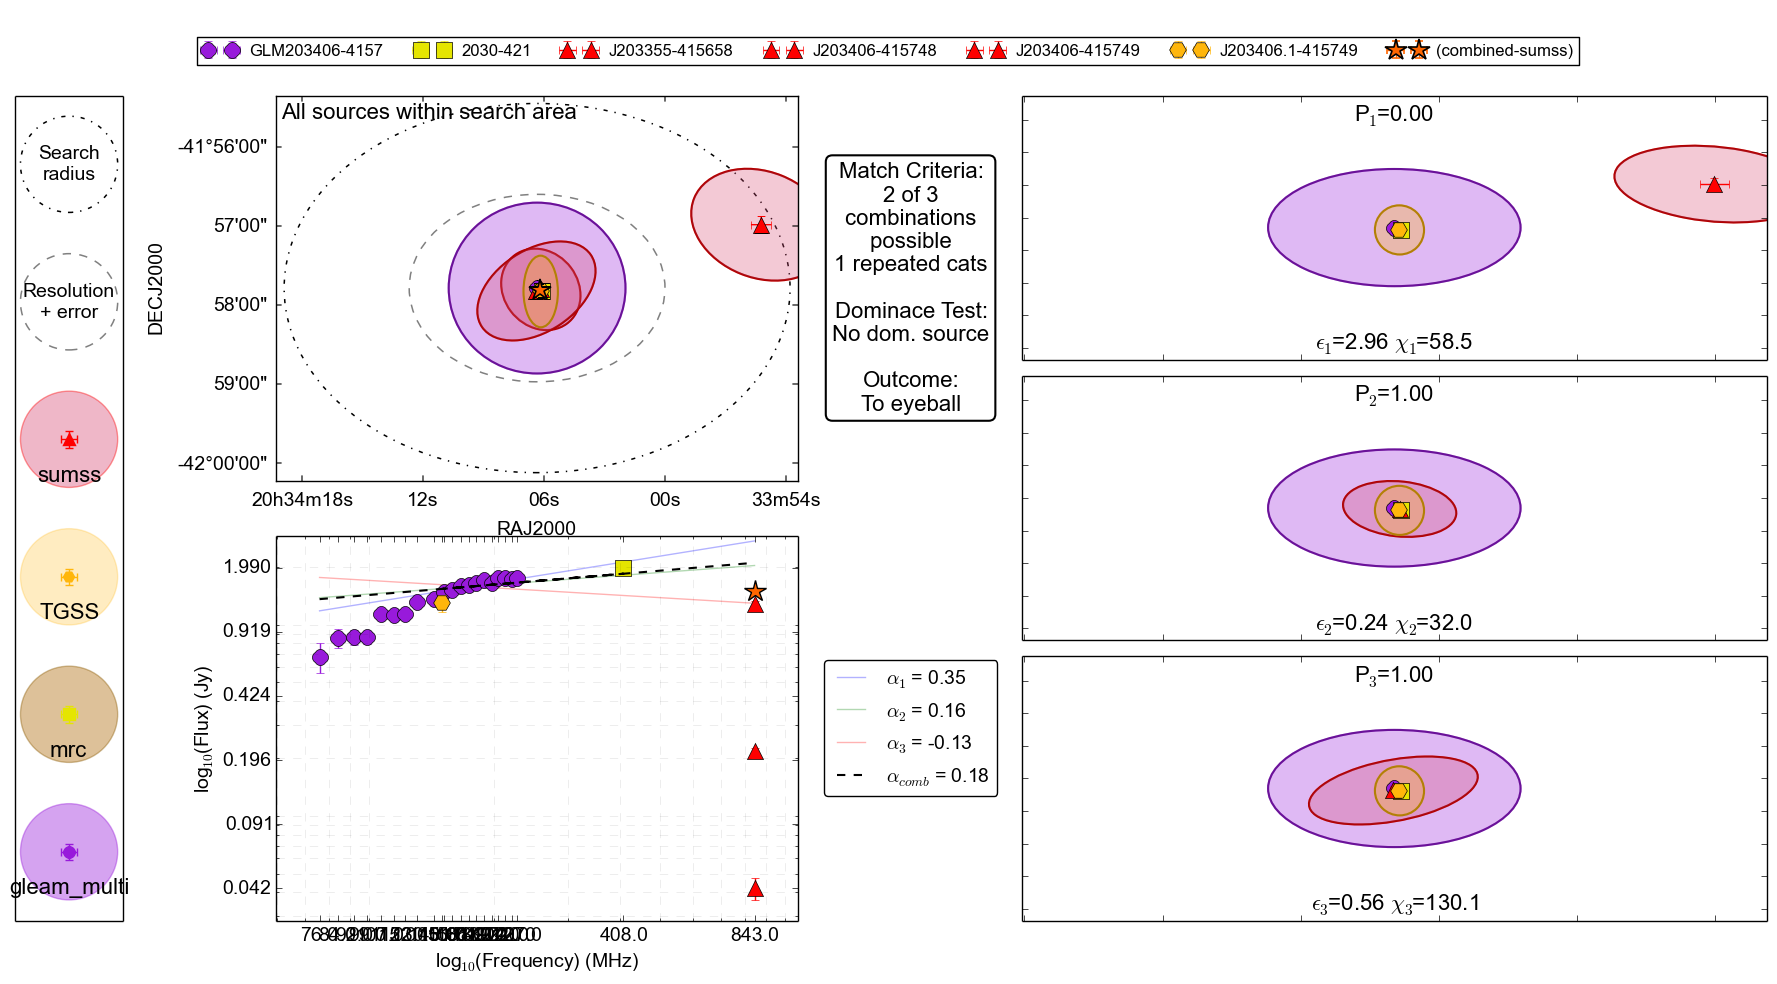 GLM203406-4157 2030-421 J203355-415658 J203406-415748 J203406-415749 J203406.1-415749 (combined-sumss)
Search
radius
Resolution
+ error
sumss
TGSS
mrc
gleam_multi
All sources within search area
DECJ2000
-41°56'00"
57'00"
58'00"
59'00"
-42°00'00"
20h34m18s 12s 06s 00s 33m54s
RAJ2000
Match Criteria:
2 of 3
combinations
possible
1 repeated cats
Dominace Test:
No dom. source
Outcome:
To eyeball
log10(Flux) (Jy)
1.990
0.919
0.424
0.196
0.091
0.042
408.0 843.0
log10(Frequency) (MHz)
α1 = 0.35
α2 = 0.16
α3 = -0.13
αcomb = 0.18
P1=0.00
ϵ1=2.96 χ1=58.5
P2=1.00
ϵ2=0.24 χ2=32.0
P3=1.00
ϵ3=0.56 χ3=130.1